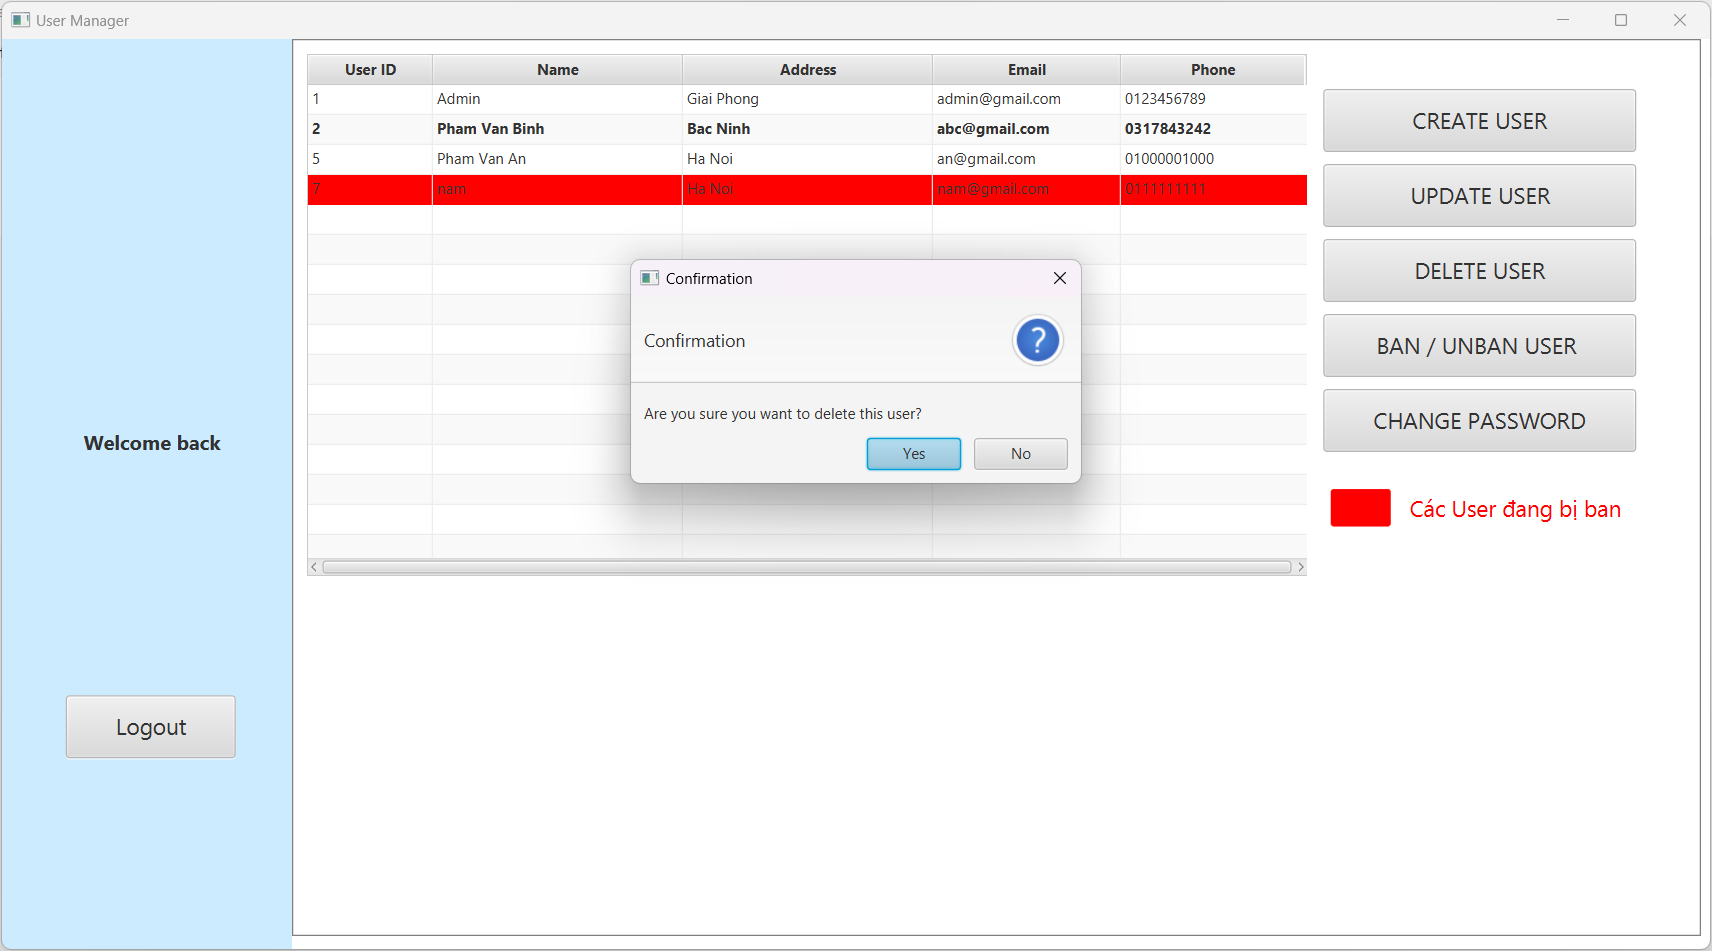 User Manager
User ID Name Address Email Phone
1 Admin Giai Phong admin@gmail.com 0123456789
2 Pham Van Binh Bac Ninh abc@gmail.com 0317843242
5 Pham Van An Ha Noi an@gmail.com 01000001000
7 nam Ha Noi nam@gmail.com 0111111111
Confirmation
Confirmation
?
Are you sure you want to delete this user?
Yes No
CREATE USER
UPDATE USER
DELETE USER
BAN / UNBAN USER
CHANGE PASSWORD
Các User đang bị ban
Welcome back
Logout